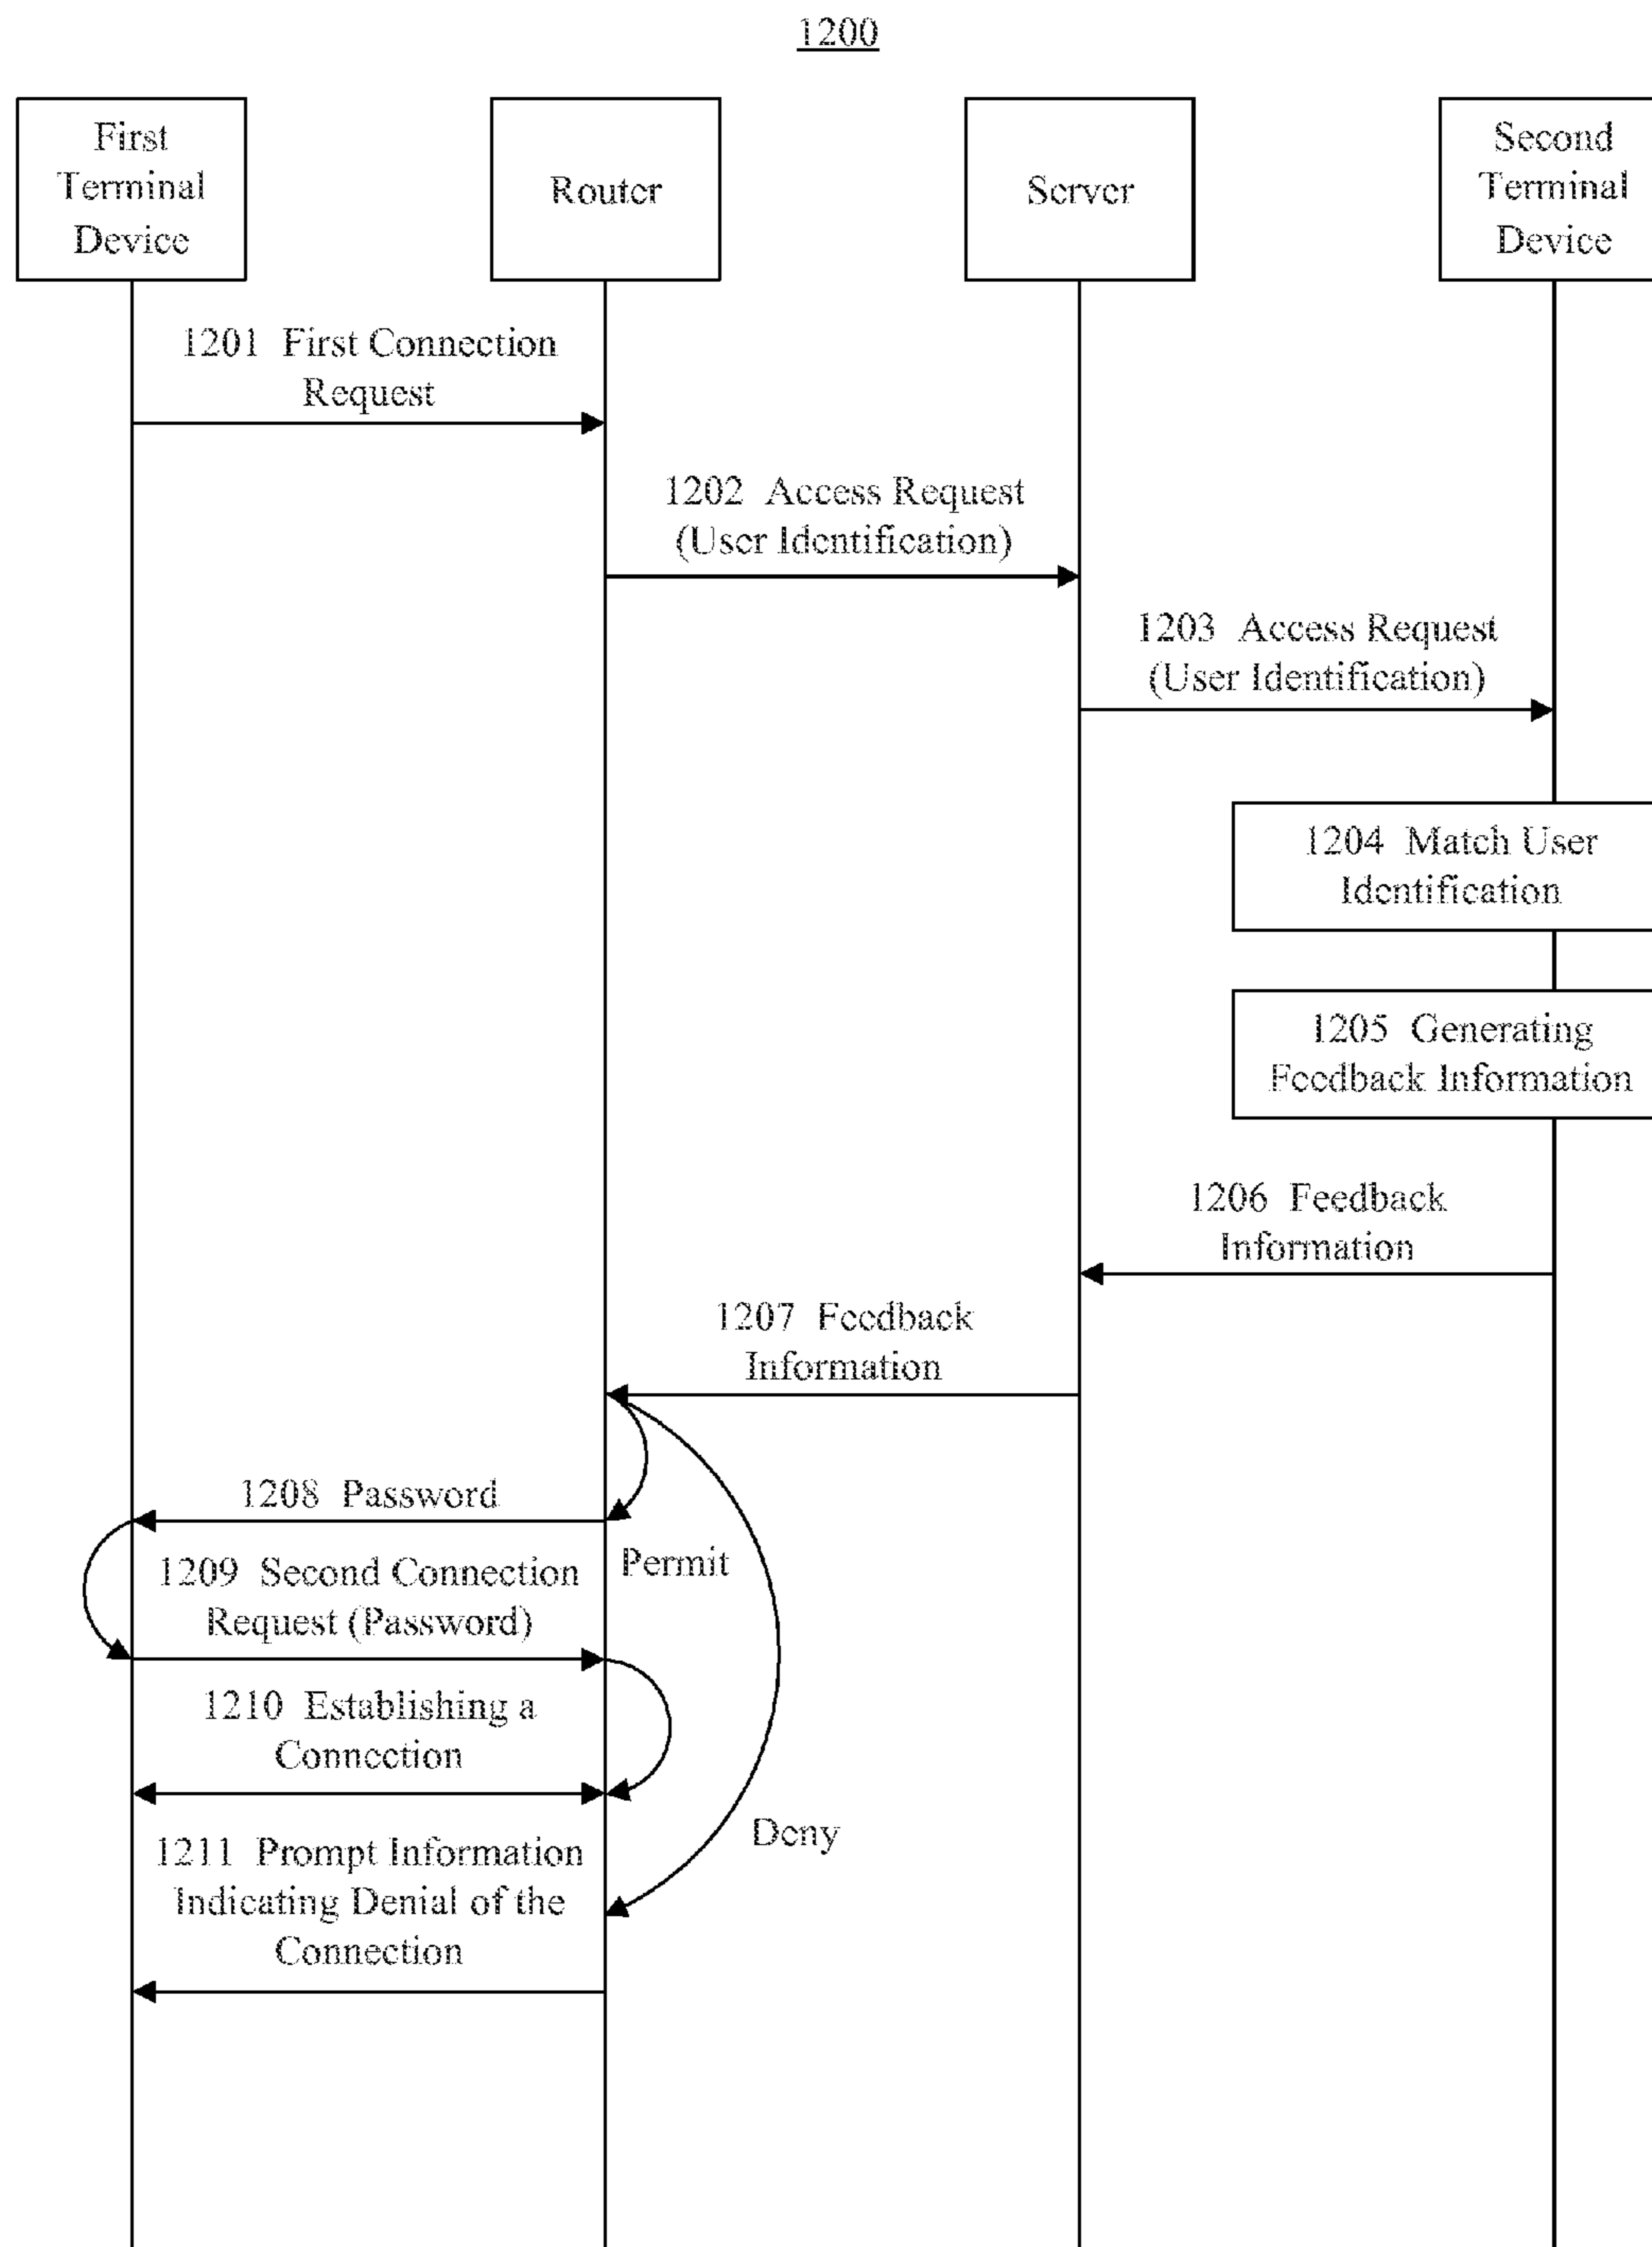 1200
First
Terminal
Device
Router
Server
Second
Terminal
Device
1201 First Connection
Request
1202 Access Request
(User Identification)
1203 Access Request
(User Identification)
1204 Match User
Identification
1205 Generating
Feedback Information
1206 Feedback
Information
1207 Feedback
Information
1208 Password
Permit
1209 Second Connection
Request (Password)
1210 Establishing a
Connection
Deny
1211 Prompt Information
Indicating Denial of the
Connection